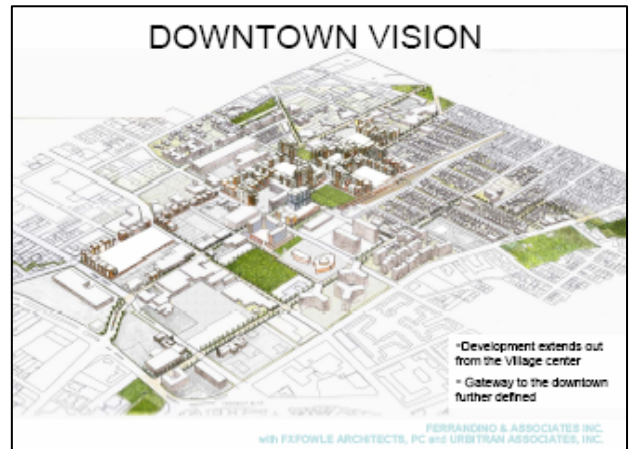 DOWNTOWN VISION
•Development extends out
from the Village center
• Gateway to the downtown
further defined
FERRANDINO & ASSOCIATES INC.
with FXFOWLE ARCHITECTS, PC and URBITRAN ASSOCIATES, INC.